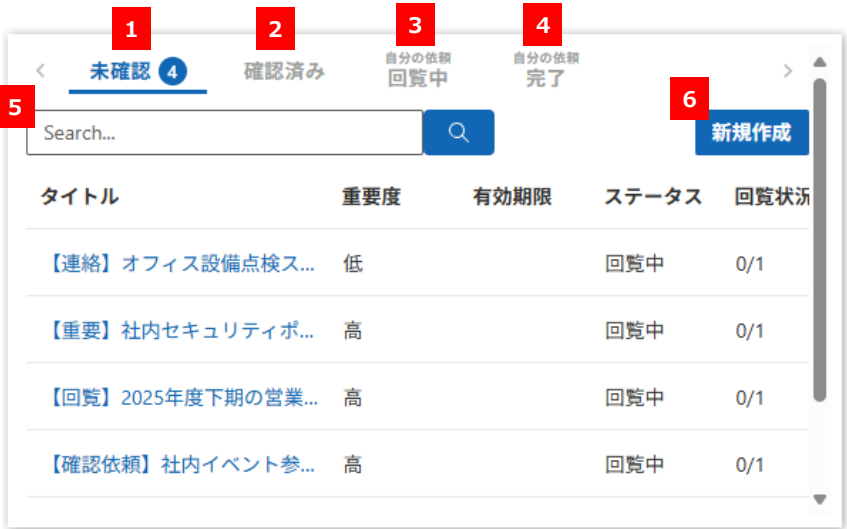 1
2
3
4
未確認 4
確認済み
自分の依頼
回覧中
自分の依頼
完了
5
6
Search...
新規作成
タイトル 重要度 有効期限 ステータス 回覧状況
【連絡】オフィス設備点検ス... 低 回覧中 0/1
【重要】社内セキュリティポ... 高 回覧中 0/1
【回覧】2025年度下期の営業... 高 回覧中 0/1
【確認依頼】社内イベント参... 高 回覧中 0/1